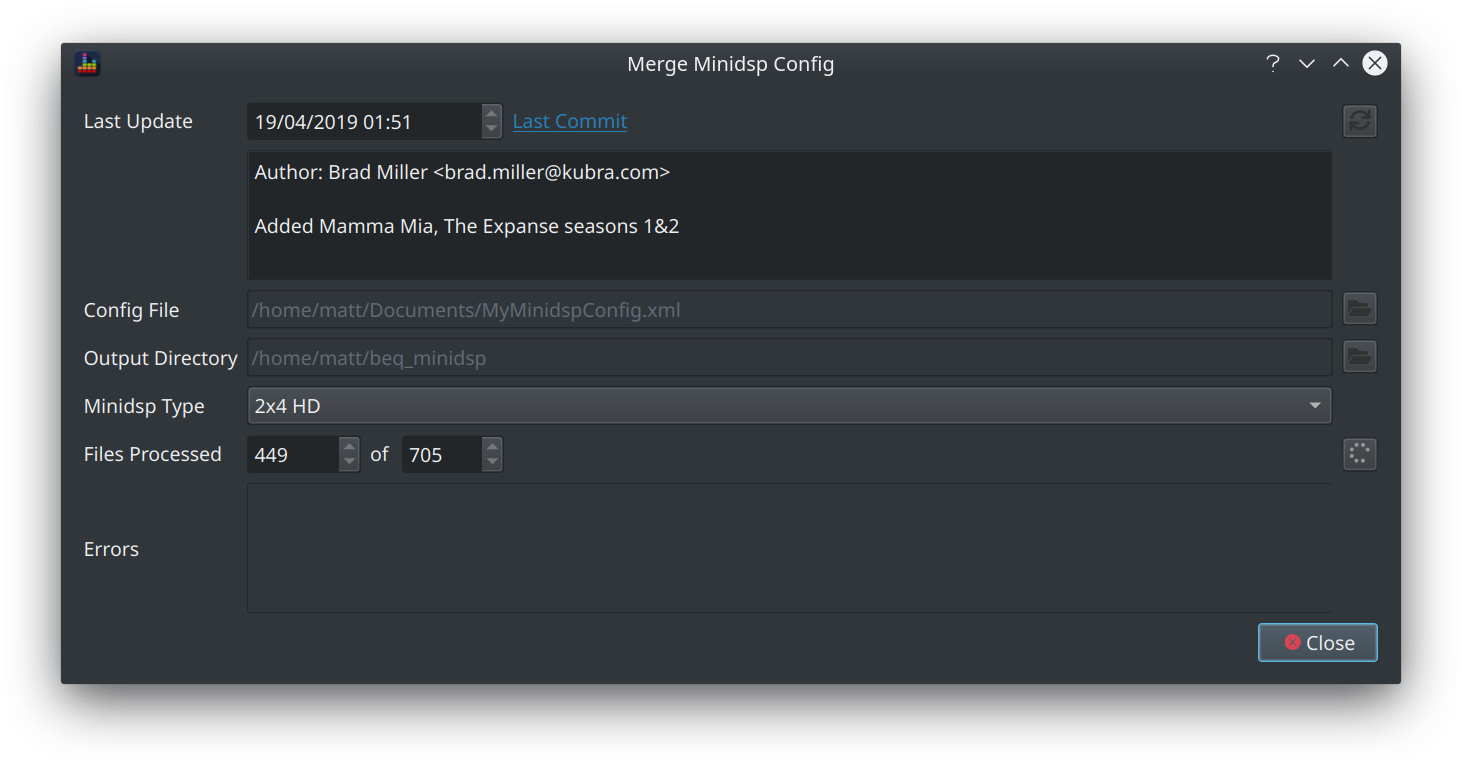 Merge Minidsp Config
Last Update 19/04/2019 01:51 Last Commit
Author: Brad Miller <brad.miller@kubra.com>
Added Mamma Mia, The Expanse seasons 1&2
Config File /home/matt/Documents/MyMinidspConfig.xml
Output Directory /home/matt/beq_minidsp
Minidsp Type 2x4 HD
Files Processed 449 of 705
Errors
Close